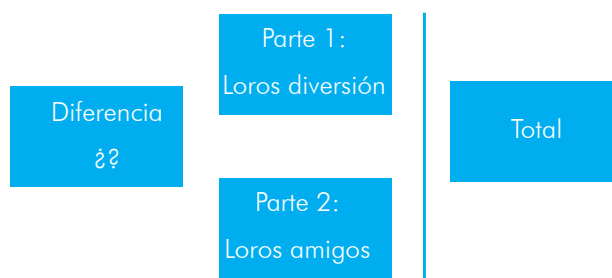 Diferencia
¿?
Parte 1:
Loros diversión
Parte 2:
Loros amigos
Total